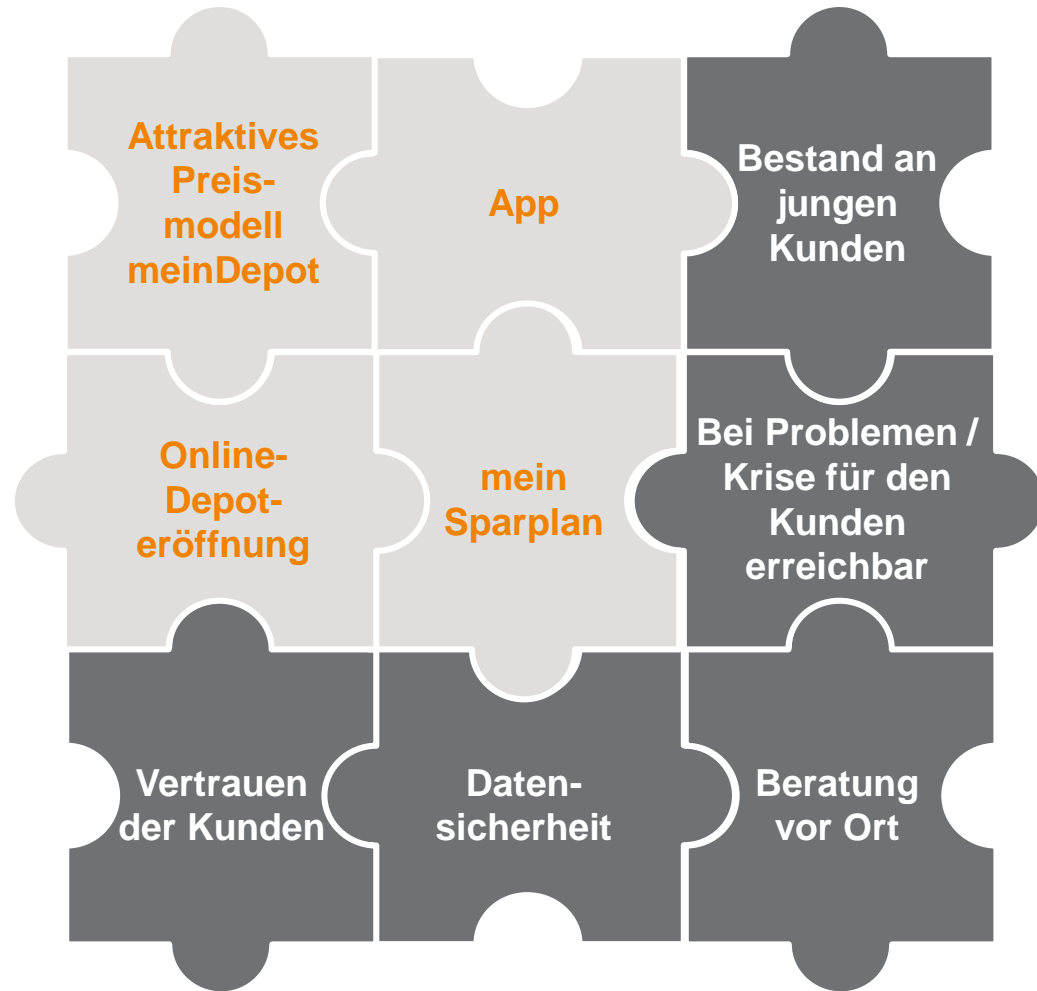 Attraktives
Preis-
modell
meinDepot
App
Bestand an
jungen
Kunden
Online-
Depot-
eröffnung
mein
Sparplan
Bei Problemen /
Krise für den
Kunden
erreichbar
Vertrauen
der Kunden
Daten-
sicherheit
Beratung
vor Ort